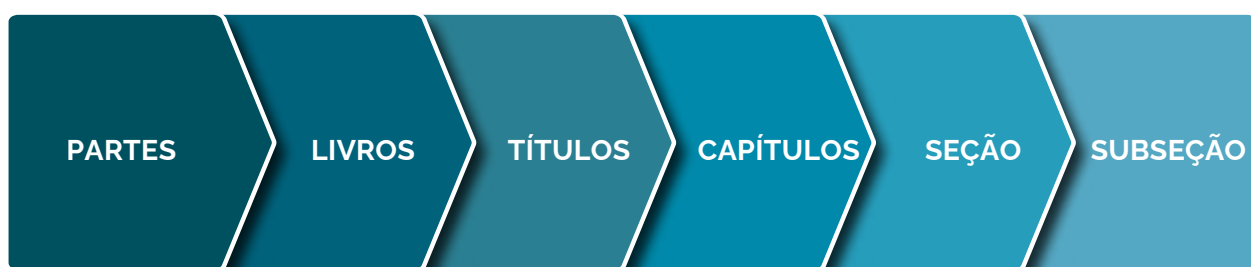 PARTES
LIVROS
TÍTULOS
CAPÍTULOS
SEÇÃO
SUBSEÇÃO